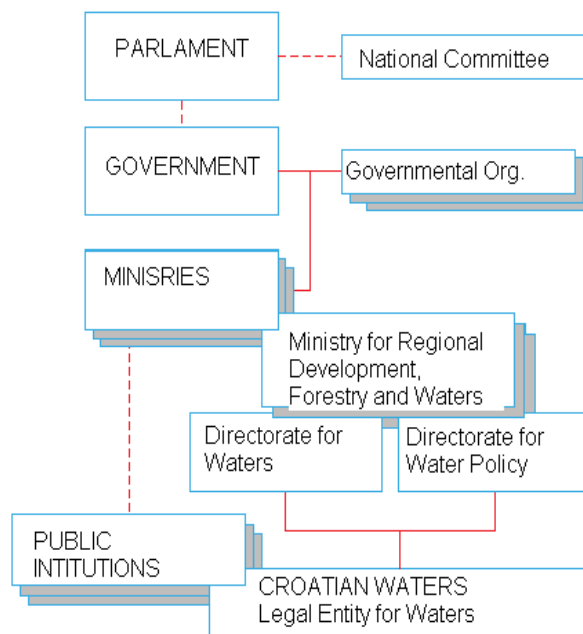 PARLAMENT
National Committee
GOVERNMENT
Governmental Org.
MINISRIES
Ministry for Regional
Development,
Forestry and Waters
Directorate for
Waters
Directorate for
Water Policy
PUBLIC
INTITUTIONS
CROATIAN WATERS
Legal Entity for Waters